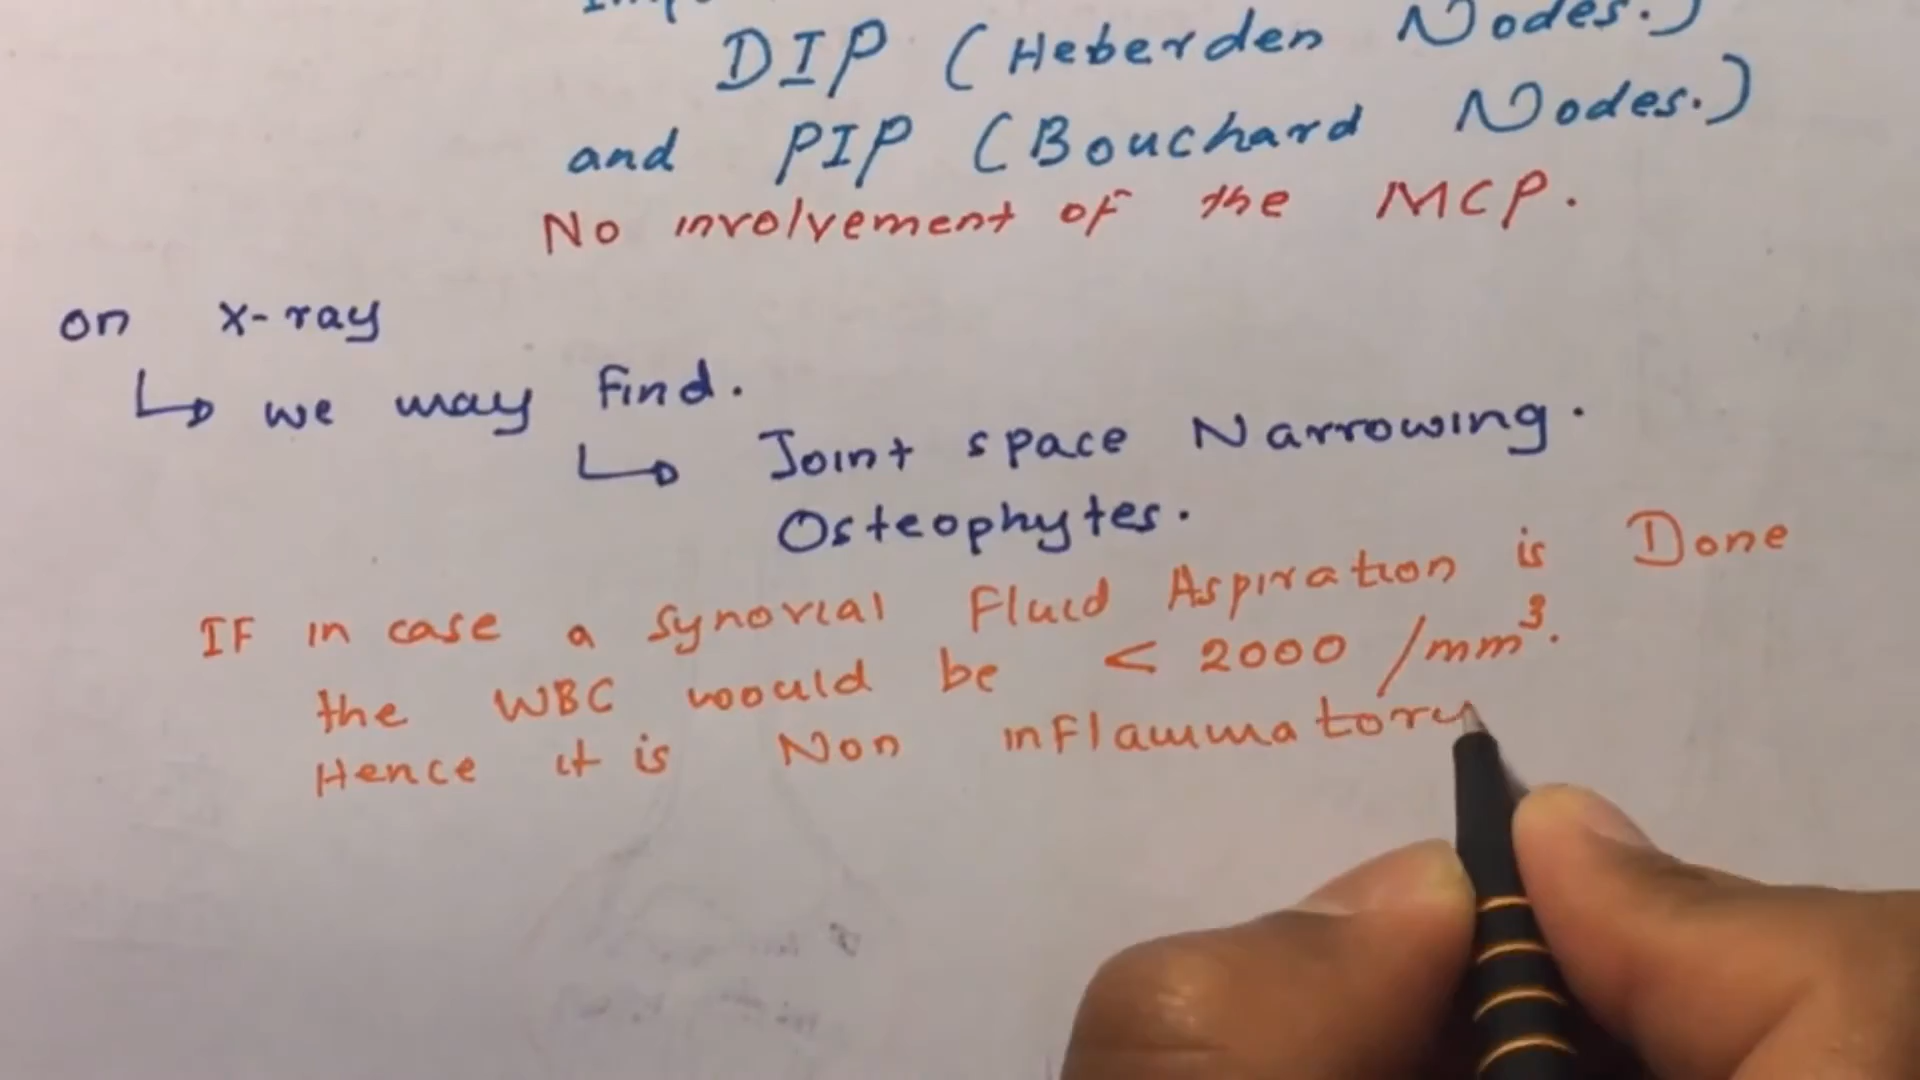 DIP (Heberden Nodes.)
and PIP (Bouchard Nodes.)
No involvement of the MCP.
on x-ray
we may find.
Joint space Narrowing.
Osteophytes.
IF in case a synovial Fluid Aspiration is Done
the WBC would be < 2000 /mm³.
Hence it is Non inflammatory